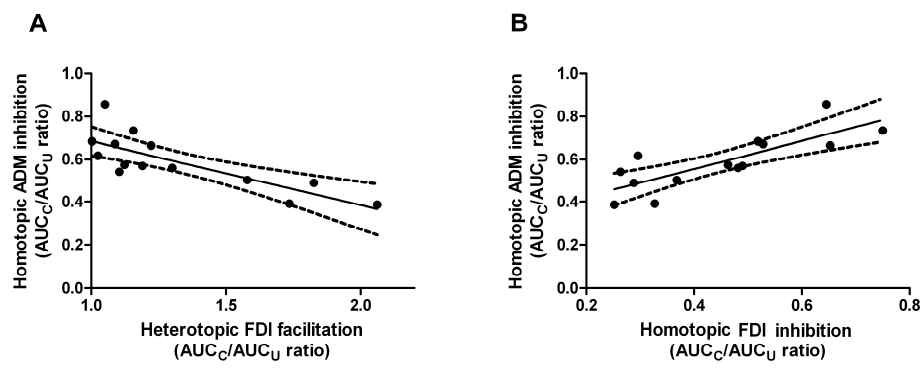 A
Homotopic ADM inhibition
(AUCC/AUCU ratio)
1.0
0.8
0.6
0.4
0.2
0.0
1.0
1.5
2.0
Heterotopic FDI facilitation
(AUCC/AUCU ratio)
B
Homotopic ADM inhibition
(AUCC/AUCU ratio)
1.0
0.8
0.6
0.4
0.2
0.0
0.2
0.4
0.6
0.8
Homotopic FDI inhibition
(AUCC/AUCU ratio)